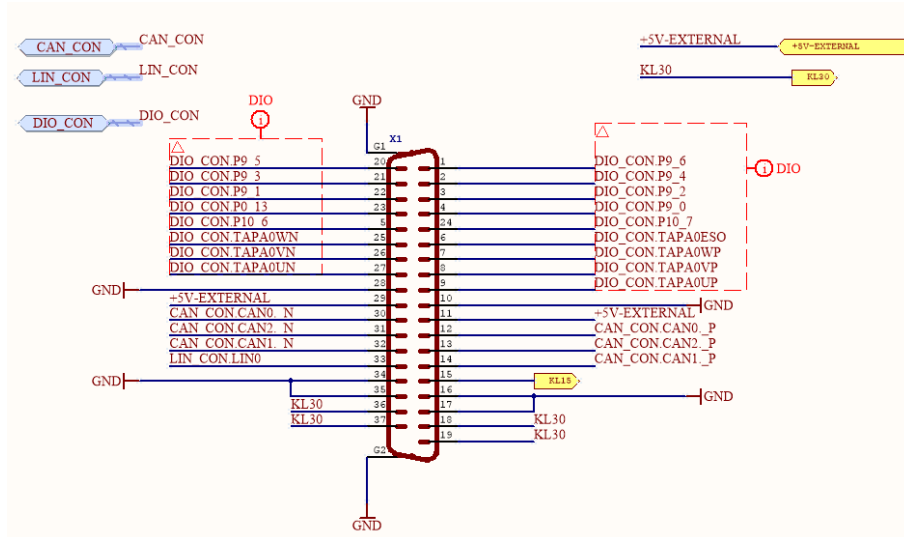 CAN_CON CAN_CON
LIN_CON LIN_CON
DIO_CON DIO_CON
+5V-EXTERNAL +5V-EXTERNAL
KL30 KL30
DIO
i
GND
G1 X1
i DIO
DIO_CON.P9_5 20 1 DIO_CON.P9_6
DIO_CON.P9_3 21 2 DIO_CON.P9_4
DIO_CON.P9_1 22 3 DIO_CON.P9_2
DIO_CON.P0_13 23 4 DIO_CON.P9_0
DIO_CON.P10_6 5 24 DIO_CON.P10_7
DIO_CON.TAPA0WN 25 6 DIO_CON.TAPA0ESO
DIO_CON.TAPA0VN 26 7 DIO_CON.TAPA0WP
DIO_CON.TAPA0UN 27 8 DIO_CON.TAPA0VP
28 9 DIO_CON.TAPA0UP
GND 10 GND
+5V-EXTERNAL 29 11 +5V-EXTERNAL
CAN_CON.CAN0._N 30 12 CAN_CON.CAN0._P
CAN_CON.CAN2._N 31 13 CAN_CON.CAN2._P
CAN_CON.CAN1._N 32 14 CAN_CON.CAN1._P
LIN_CON.LIN0 33
GND 34 15 KL15
35 16 GND
KL30 36 17
KL30 37 18 KL30
19 KL30
G2
GND